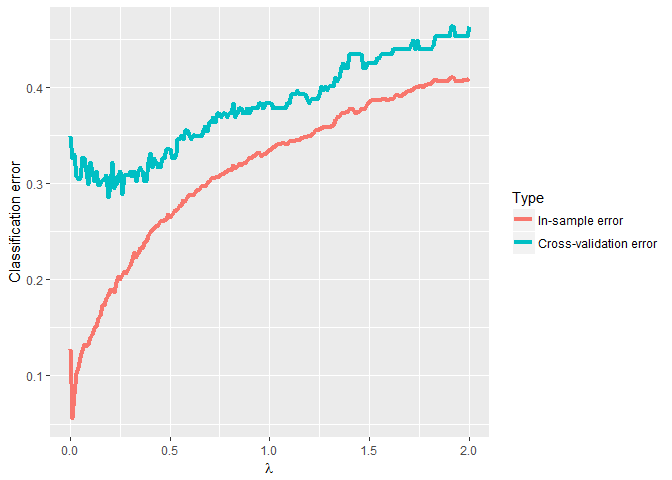 Classification error
0.4
0.3
0.2
0.1
0.0
0.5
1.0
1.5
2.0
λ
Type
In-sample error
Cross-validation error